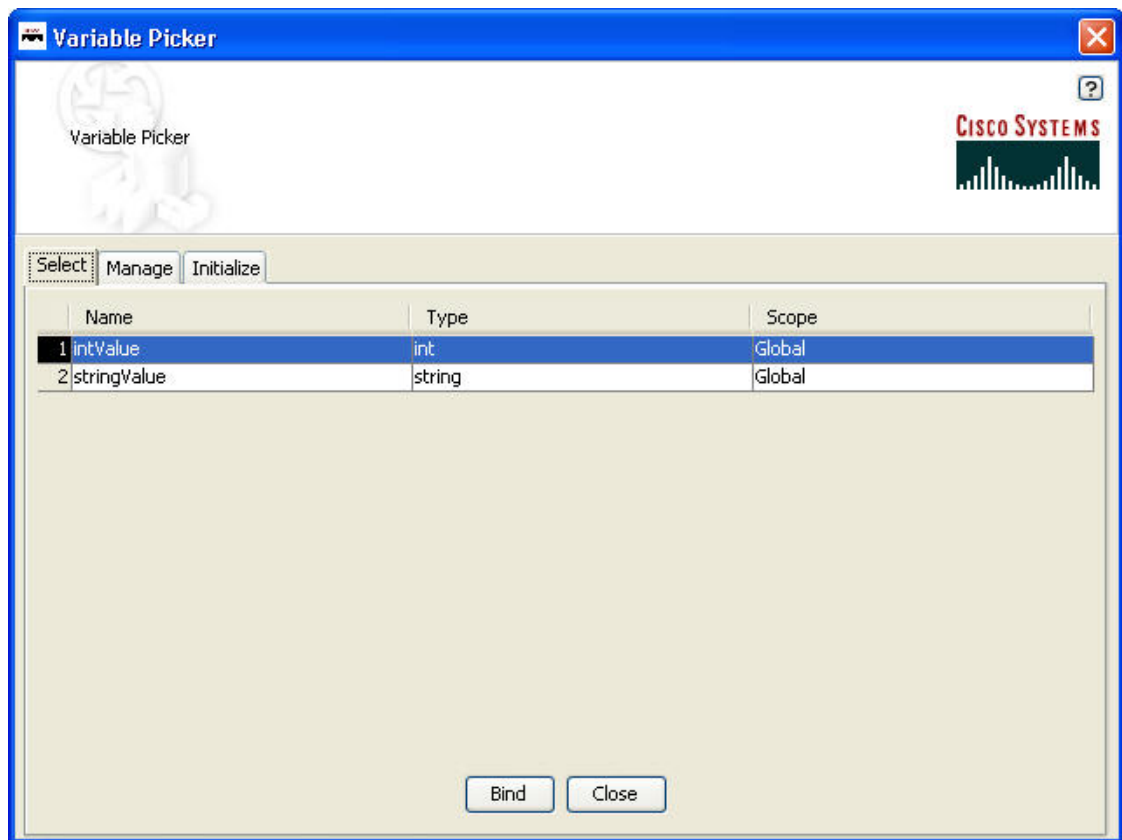 Variable Picker
?
Variable Picker
CISCO SYSTEMS
Select Manage Initialize
Name Type Scope
1 intValue int Global
2 stringValue string Global
Bind Close